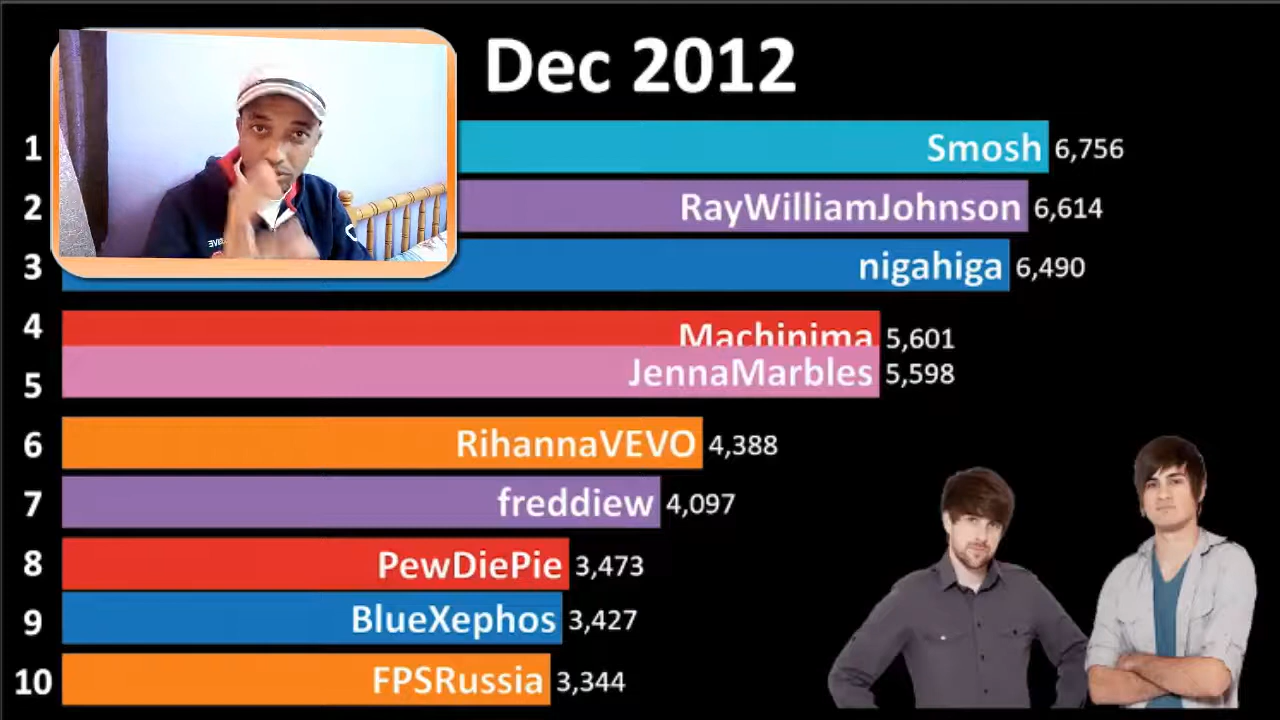 Dec 2012
1 Smosh 6,756
2 RayWilliamJohnson 6,614
3 nigahiga 6,490
4 Machinima 5,601
5 JennaMarbles 5,598
6 RihannaVEVO 4,388
7 freddiew 4,097
8 PewDiePie 3,473
9 BlueXephos 3,427
10 FPSRussia 3,344